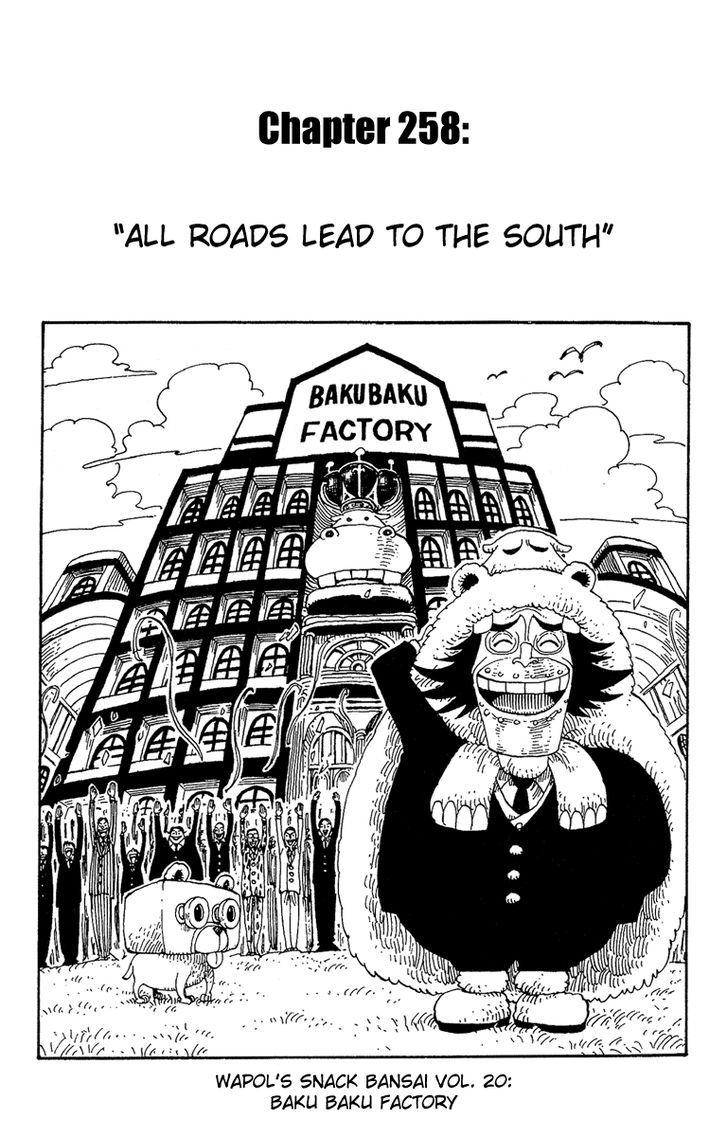 Chapter 258:
"ALL ROADS LEAD TO THE SOUTH"
BAKUBAKU
FACTORY
WAPOL'S SNACK BANSAI VOL. 20:
BAKU BAKU FACTORY